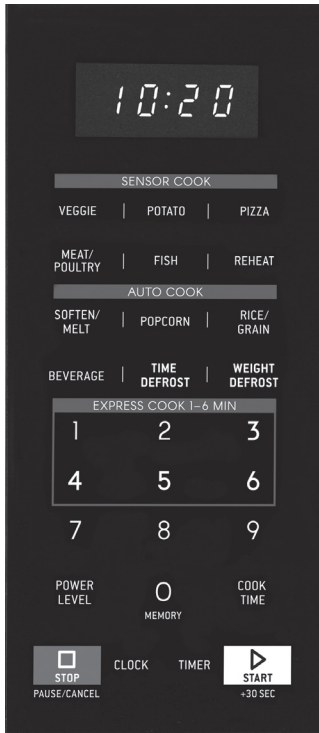 10:20
SENSOR COOK
VEGGIE | POTATO | PIZZA
MEAT/
POULTRY | FISH | REHEAT
AUTO COOK
SOFTEN/
MELT | POPCORN | RICE/
GRAIN
BEVERAGE | TIME
DEFROST | WEIGHT
DEFROST
EXPRESS COOK 1–6 MIN
1 2 3
4 5 6
7 8 9
POWER
LEVEL
0
MEMORY
COOK
TIME
STOP
PAUSE/CANCEL
CLOCK TIMER
START
+30 SEC